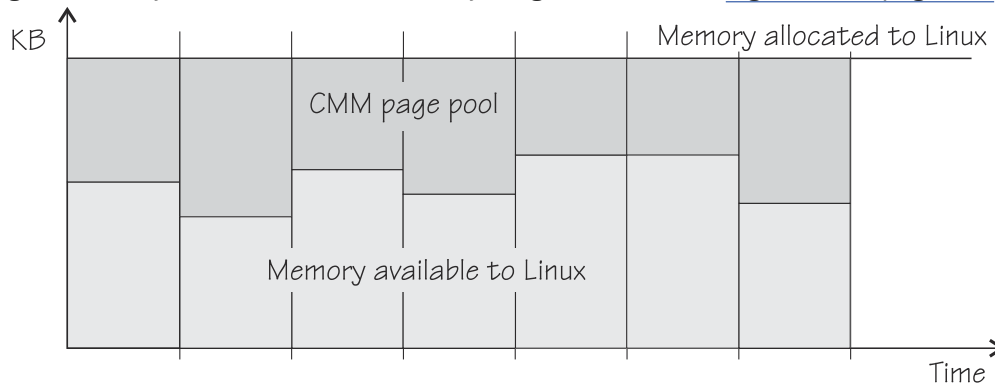 KB
Memory allocated to Linux
CMM page pool
Memory available to Linux
Time